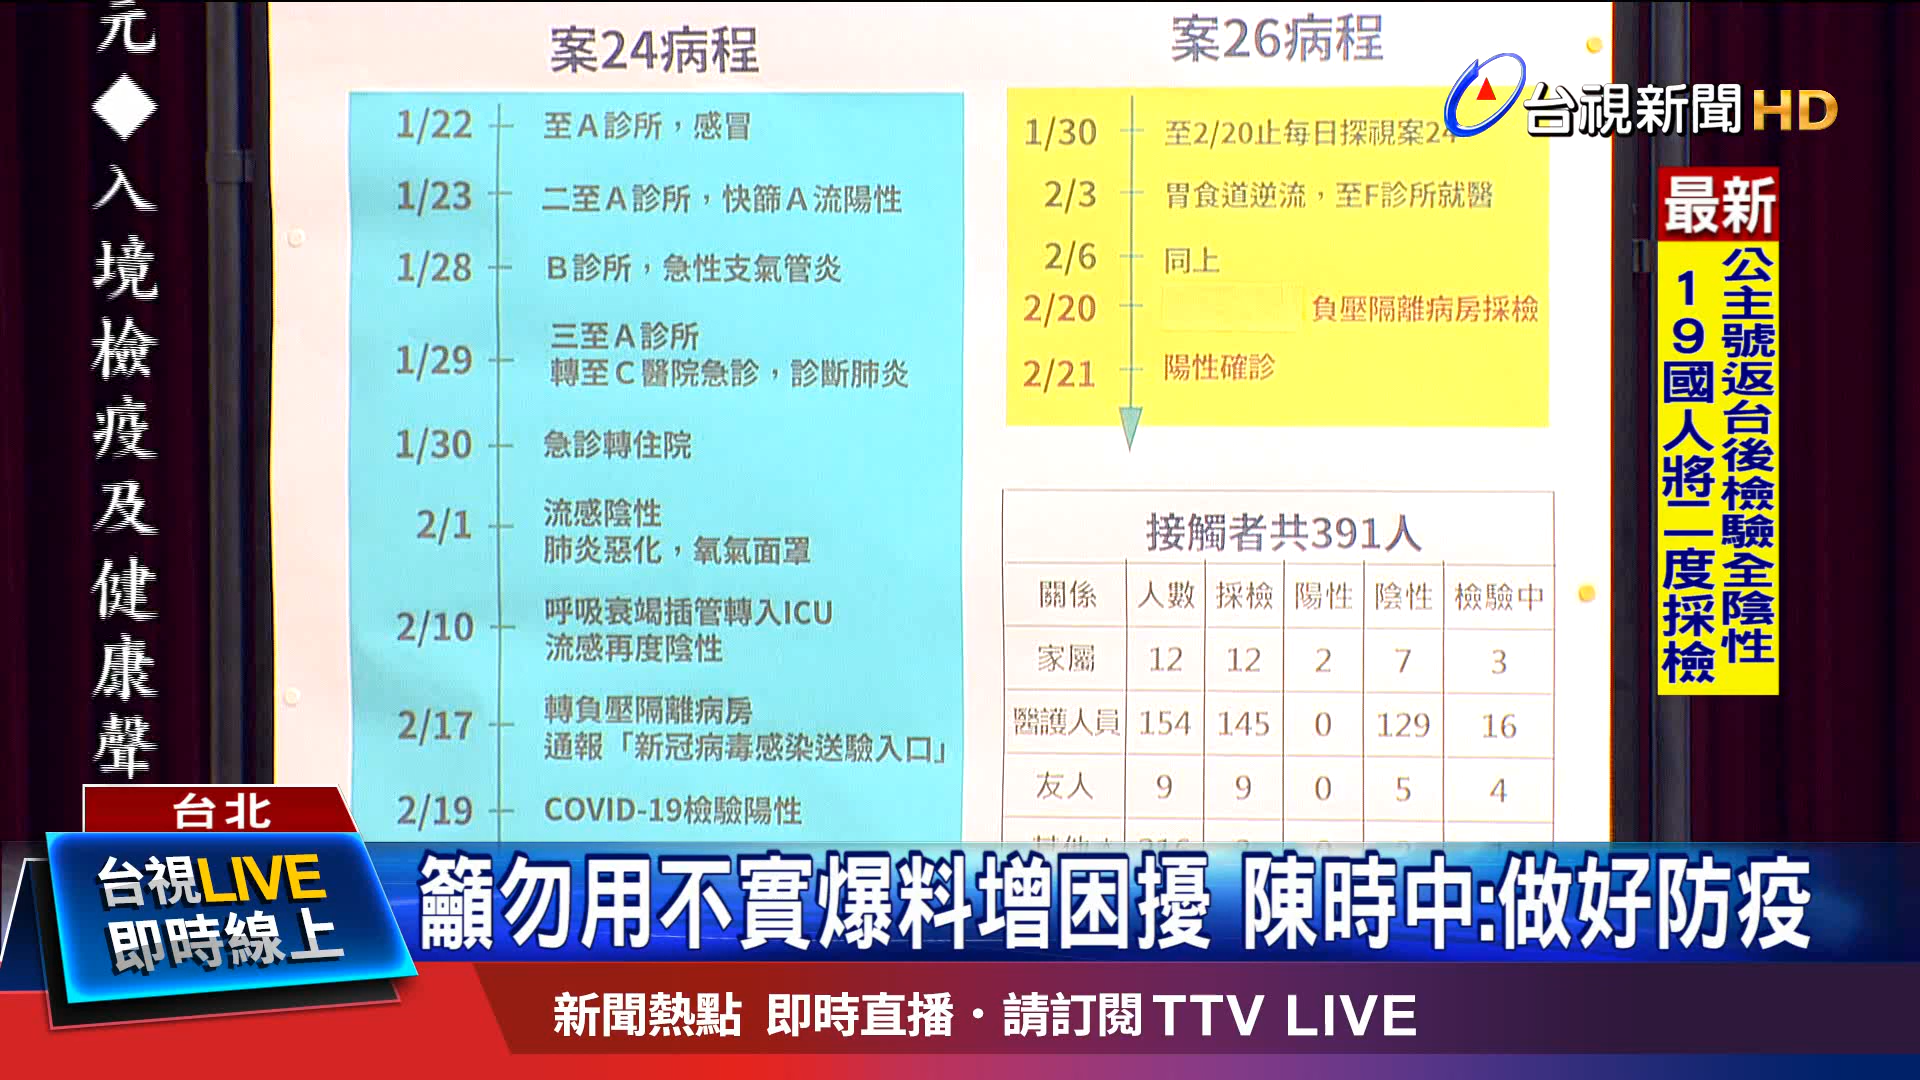 元◆入境檢疫及健康聲
案24病程
1/22 至A診所，感冒
1/23 二至A診所，快篩A流陽性
1/28 B診所，急性支氣管炎
1/29 三至A診所
轉至C醫院急診，診斷肺炎
1/30 急診轉住院
2/1 流感陰性
肺炎惡化，氧氣面罩
2/10 呼吸衰竭插管轉入ICU
流感再度陰性
2/17 轉負壓隔離病房
通報「新冠病毒感染送驗入口」
2/19 COVID-19檢驗陽性
案26病程
1/30 至2/20止每日探視案24
2/3 胃食道逆流，至F診所就醫
2/6 同上
2/20 負壓隔離病房採檢
2/21 陽性確診
接觸者共391人
關係 人數 採檢 陽性 陰性 檢驗中
家屬 12 12 2 7 3
醫護人員 154 145 0 129 16
友人 9 9 0 5 4
台視新聞HD
最新
公主號返台後檢驗全陰性
19國人將二度採檢
台北
台視LIVE
即時線上
籲勿用不實爆料增困擾 陳時中:做好防疫
新聞熱點 即時直播・請訂閱TTV LIVE